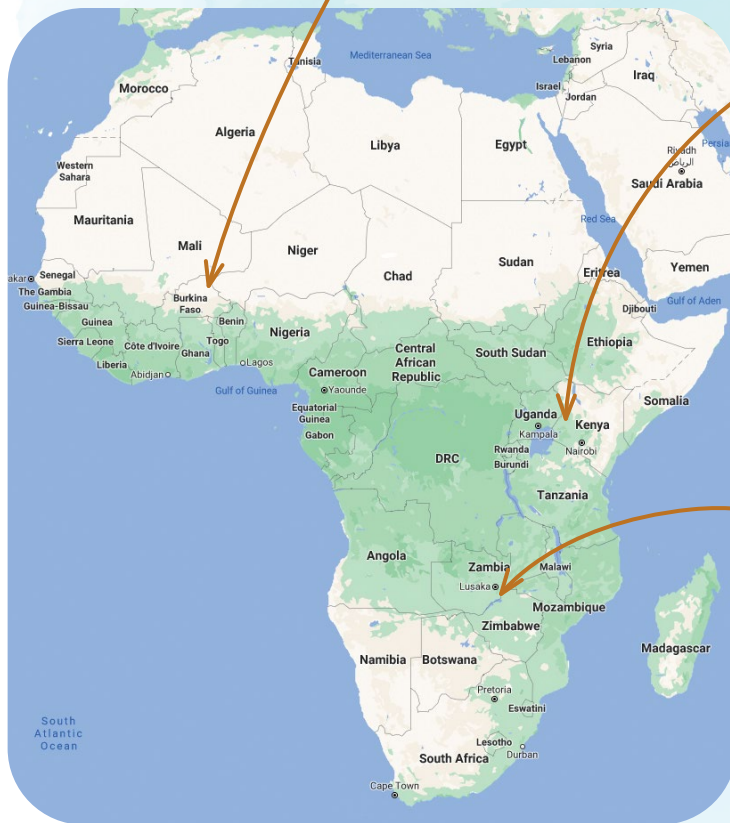 Mediterranean Sea
Syria
Lebanon
Tunisia
Iraq
Israel
Jordan
Morocco
Algeria
Libya
Egypt
Persia
Riyadh
الرياض
Western
Sahara
Saudi Arabia
Mauritania
Red Sea
Mali
Niger
Sudan
Yemen
Chad
Eritrea
akar
Senegal
The Gambia
Burkina
Faso
Gulf of Aden
Guinea-Bissau
Djibouti
Benin
Guinea
Nigeria
Togo
Ethiopia
Sierra Leone
Côte d'Ivoire
Ghana
Central
African
Republic
South Sudan
Liberia
Lagos
Abidjan
Cameroon
Gulf of Guinea
Yaounde
Somalia
Equatorial
Guinea
Uganda
Kenya
Kampala
Gabon
Rwanda
Nairobi
DRC
Burundi
Tanzania
Angola
Zambia
Malawi
Lusaka
Mozambique
Zimbabwe
Madagascar
Namibia
Botswana
Pretoria
Eswatini
South
Atlantic
Ocean
Lesotho
Durban
South Africa
Cape Town